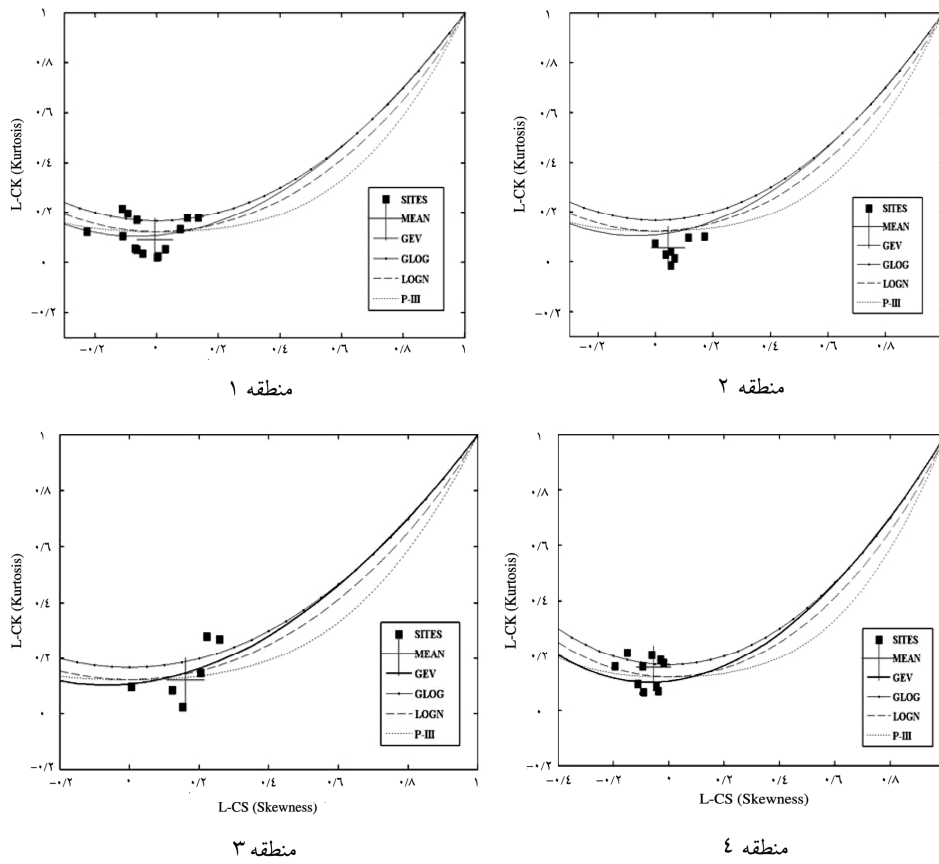 L-CK (Kurtosis)
١
٠/٨
٠/٦
٠/٤
٠/٢
٠
−٠/٢
SITES
MEAN
GEV
GLOG
LOGN
P-III
−٠/٢ ٠ ٠/٢ ٠/٤ ٠/٦ ٠/٨ ١
منطقه ١
L-CK (Kurtosis)
١
٠/٨
٠/٦
٠/٤
٠/٢
٠
−٠/٢
SITES
MEAN
GEV
GLOG
LOGN
P-III
−٠/٢ ٠ ٠/٢ ٠/٤ ٠/٦ ٠/٨
منطقه ٢
L-CK (Kurtosis)
١
٠/٨
٠/٦
٠/٤
٠/٢
٠
−٠/٢
SITES
MEAN
GEV
GLOG
LOGN
P-III
−٠/٢ ٠ ٠/٢ ٠/٤ ٠/٦ ٠/٨ ١
L-CS (Skewness)
منطقه ٣
L-CK (Kurtosis)
١
٠/٨
٠/٦
٠/٤
٠/٢
٠
−٠/٢
SITES
MEAN
GEV
GLOG
LOGN
P-III
−٠/٤ −٠/٢ ٠ ٠/٢ ٠/٤ ٠/٦ ٠/٨
L-CS (Skewness)
منطقه ٤